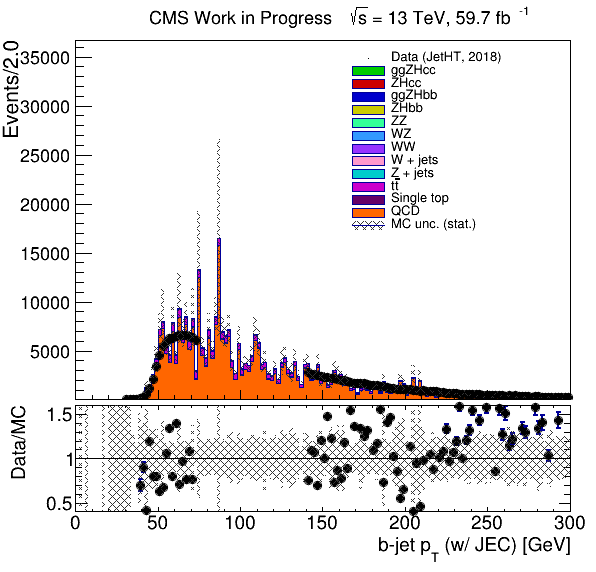 CMS Work in Progress √s = 13 TeV, 59.7 fb -1
Events/2.0
35000
30000
25000
20000
15000
10000
5000
Data (JetHT, 2018)
ggZHcc
ZHcc
ggZHbb
ZHbb
ZZ
WZ
WW
W + jets
Z + jets
tt̅
Single top
QCD
MC unc. (stat.)
Data/MC
1.5
1
0.5
0 50 100 150 200 250 300
b-jet pT (w/ JEC) [GeV]